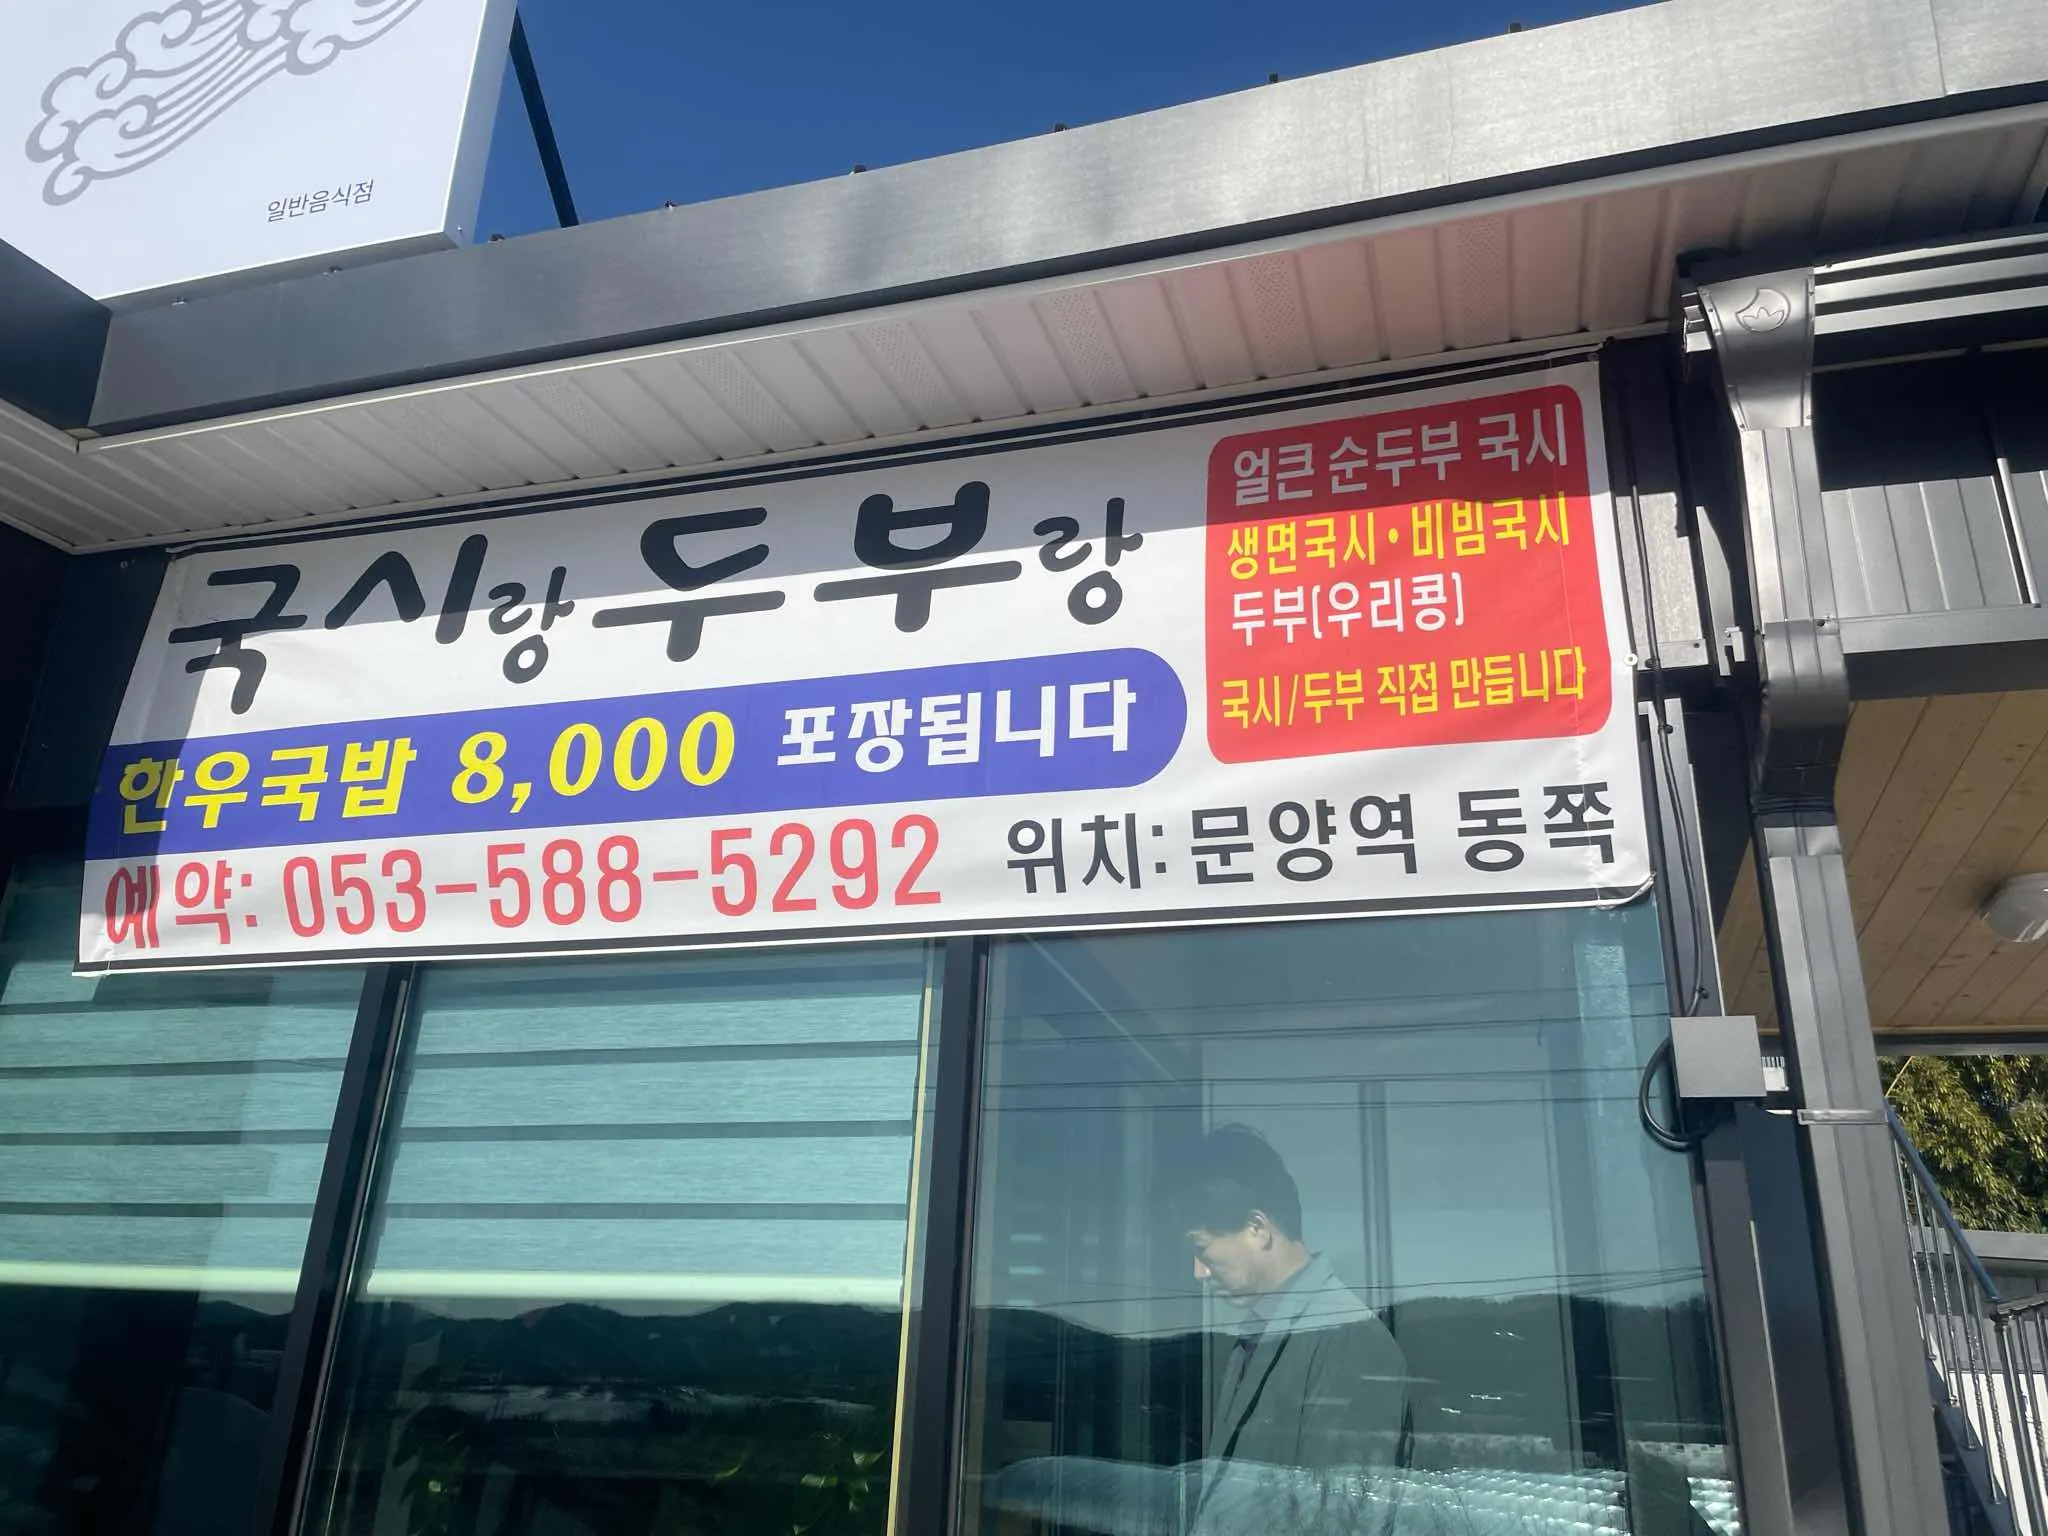 일반음식점
국시랑두부랑
한우국밥 8,000 포장됩니다
예약: 053-588-5292 위치: 문양역 동쪽
얼큰 순두부 국시
생면국시·비빔국시
두부(우리콩)
국시/두부 직접 만듭니다